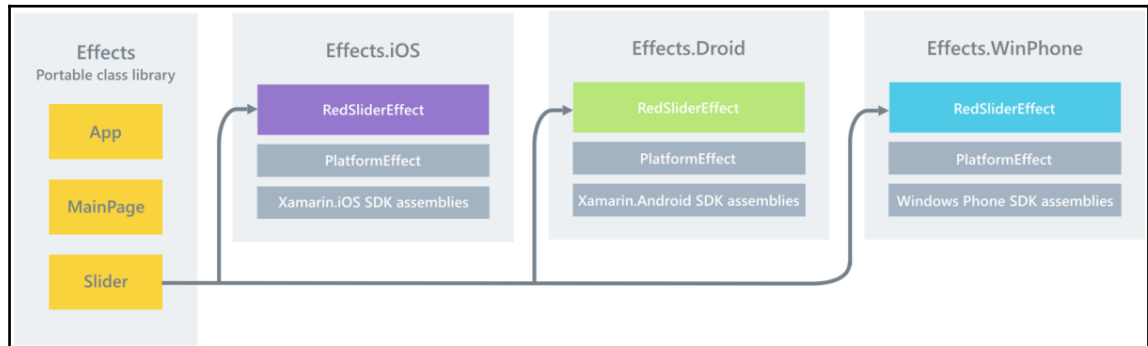 Effects
Portable class library
App
MainPage
Slider
Effects.iOS
RedSliderEffect
PlatformEffect
Xamarin.iOS SDK assemblies
Effects.Droid
RedSliderEffect
PlatformEffect
Xamarin.Android SDK assemblies
Effects.WinPhone
RedSliderEffect
PlatformEffect
Windows Phone SDK assemblies